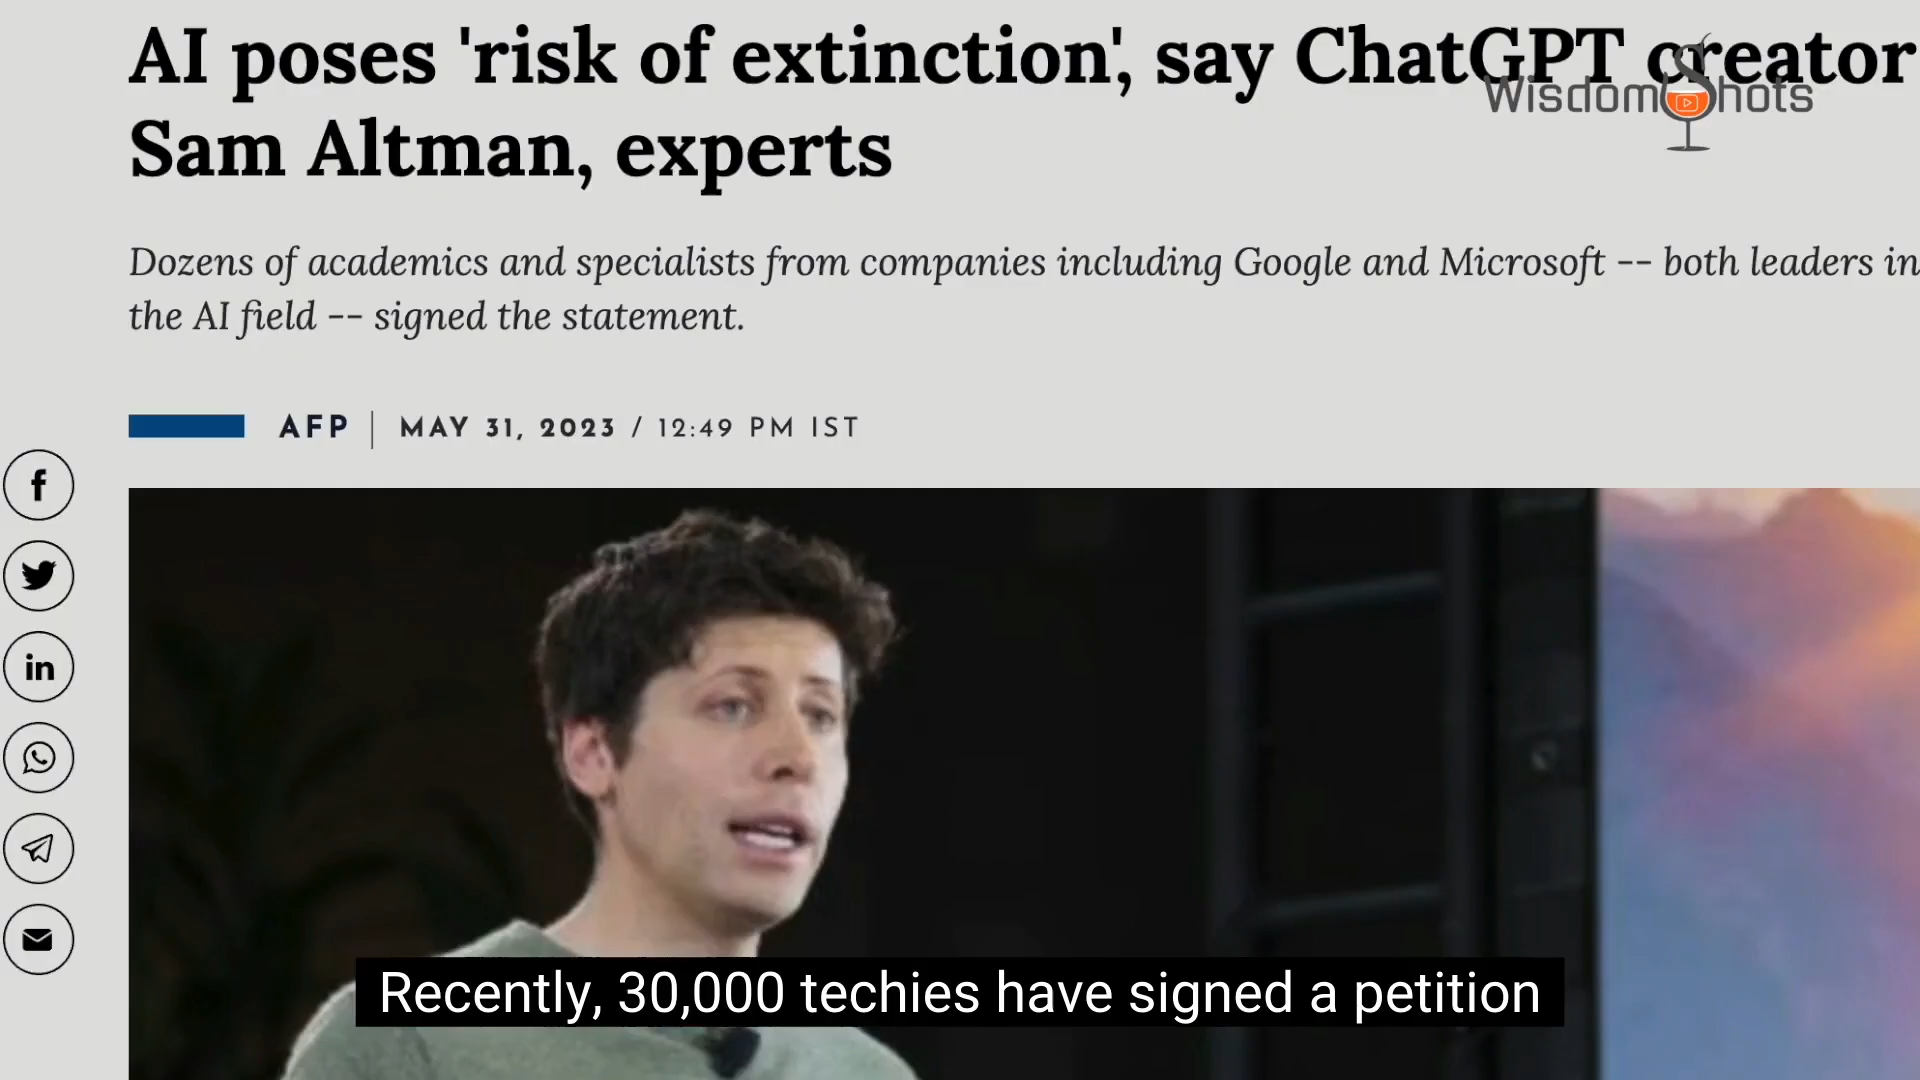 AI poses 'risk of extinction', say ChatGPT creator
WisdomShots
Sam Altman, experts
Dozens of academics and specialists from companies including Google and Microsoft -- both leaders in
the AI field -- signed the statement.
AFP | MAY 31, 2023 / 12:49 PM IST
f
in
Recently, 30,000 techies have signed a petition